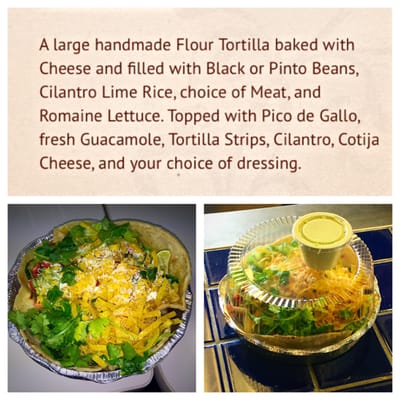 A large handmade Flour Tortilla baked with
Cheese and filled with Black or Pinto Beans,
Cilantro Lime Rice, choice of Meat, and
Romaine Lettuce. Topped with Pico de Gallo,
fresh Guacamole, Tortilla Strips, Cilantro, Cotija
Cheese, and your choice of dressing.